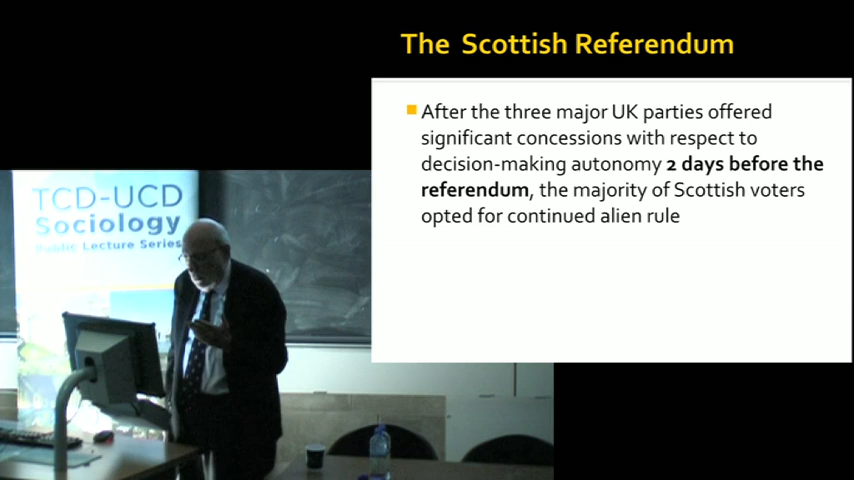 The Scottish Referendum
After the three major UK parties offered
significant concessions with respect to
decision-making autonomy 2 days before the
referendum, the majority of Scottish voters
opted for continued alien rule
TCD-UCD
Sociology
Public Lecture Series